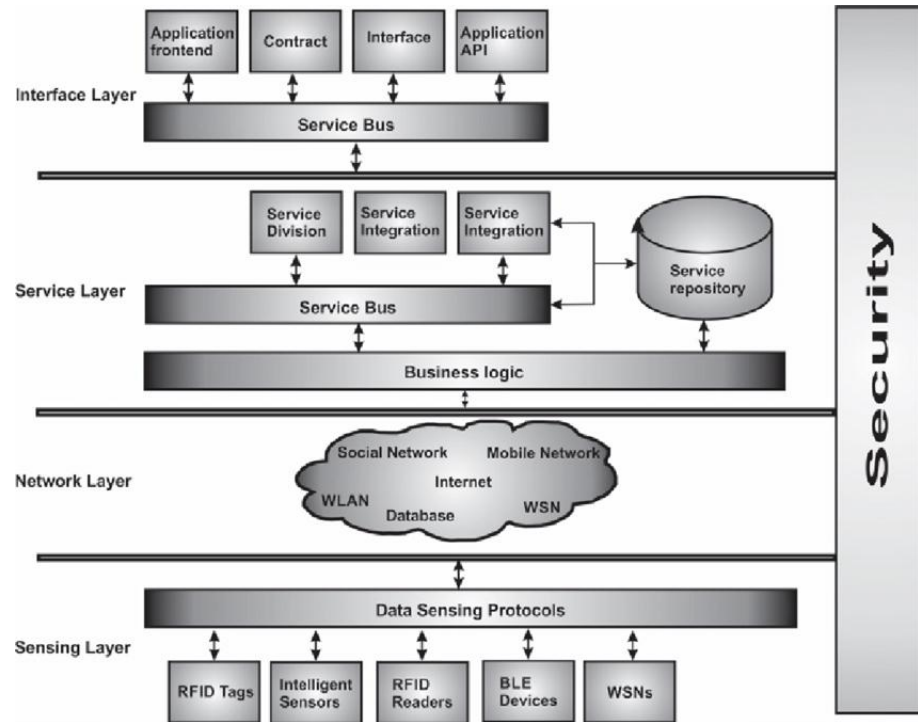 Application
frontend
Contract
Interface
Application
API
Interface Layer
Service Bus
Service
Division
Service
Integration
Service
Integration
Service
repository
Service Layer
Service Bus
Business logic
Social Network
Mobile Network
Internet
Network Layer
WLAN
WSN
Database
Data Sensing Protocols
Sensing Layer
RFID Tags
Intelligent
Sensors
RFID
Readers
BLE
Devices
WSNs
Security